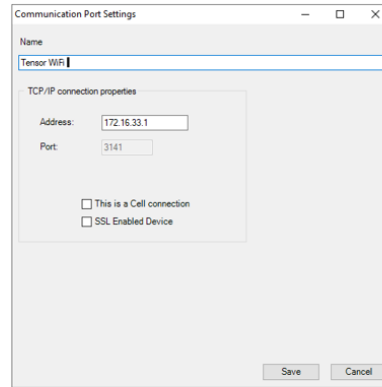 Communication Port Settings
Name
Tensor WiFi
TCP/IP connection properties
Address: 172.16.33.1
Port: 3141
This is a Cell connection
SSL Enabled Device
Save Cancel